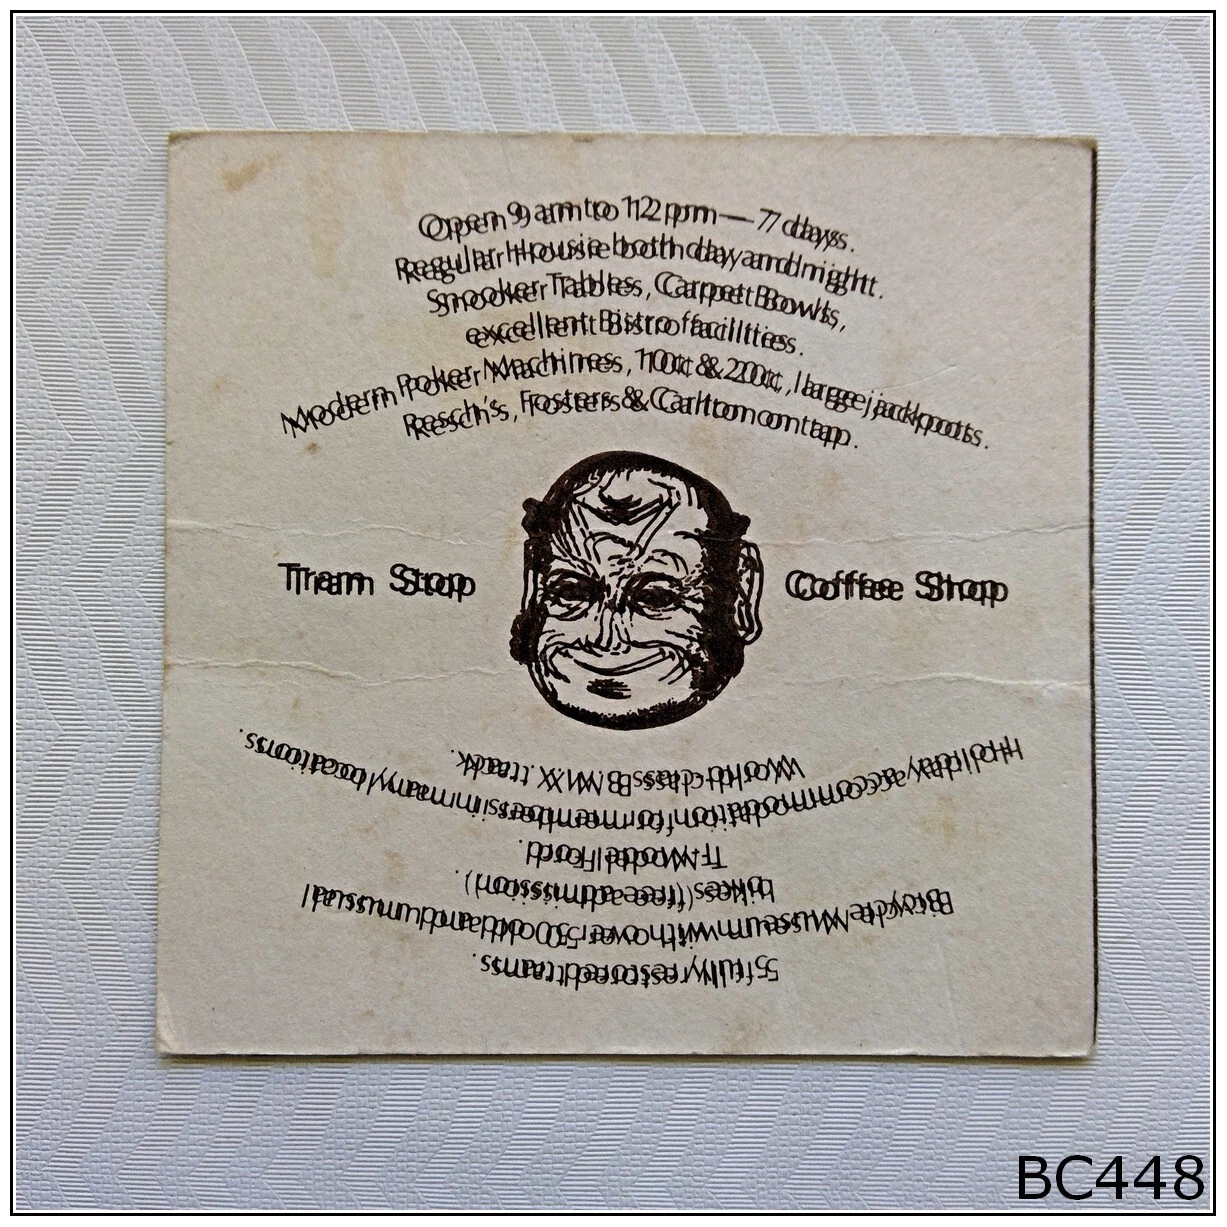 Open 9 am to 12 pm — 7 days.
Regular Housie both day and night.
Snooker Tables, Carpet Bowls,
excellent Bistro facilities.
Modern Poker Machines, 10c & 20c, large jackpots.
Resch's, Fosters & Carlton on tap.
Tram Stop Coffee Shop
5 fully restored trams.
Bicycle Museum with over 500 odd and unusual
bikes (free admission).
T-Model Ford.
Holiday accommodation for members in many locations.
World-class B.M.X. track.
BC448